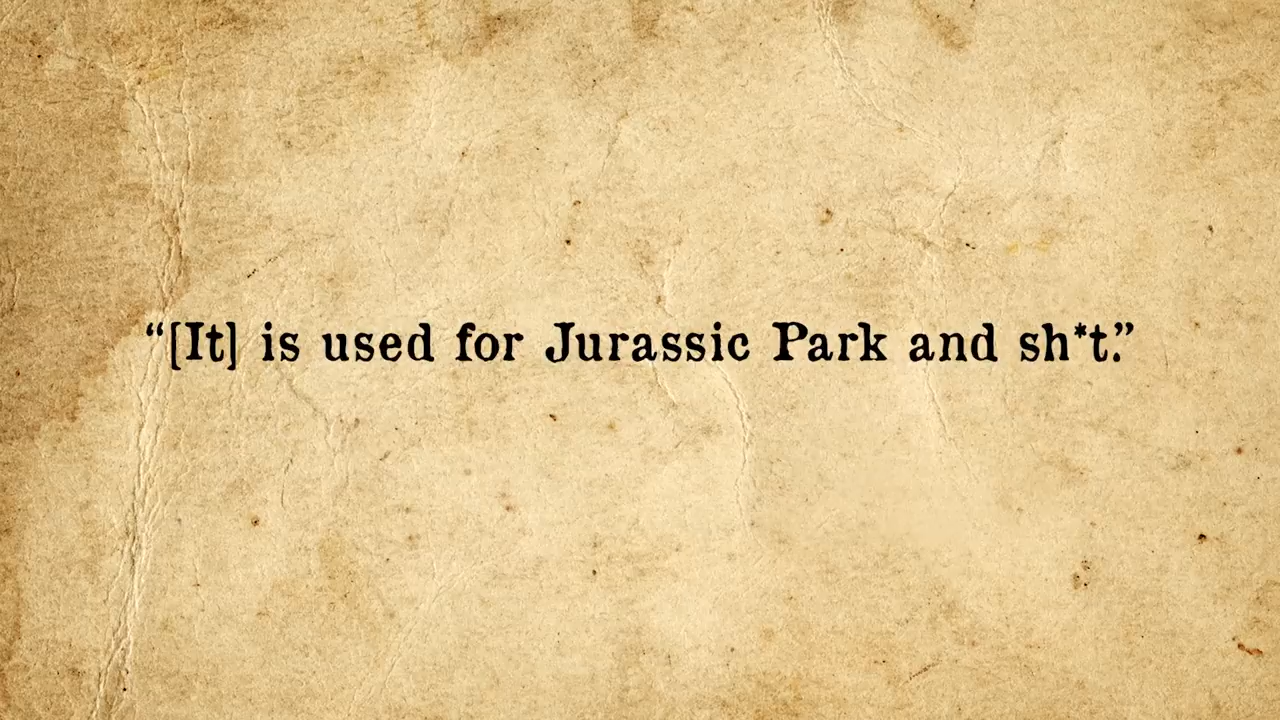 “[It] is used for Jurassic Park and sh*t.”